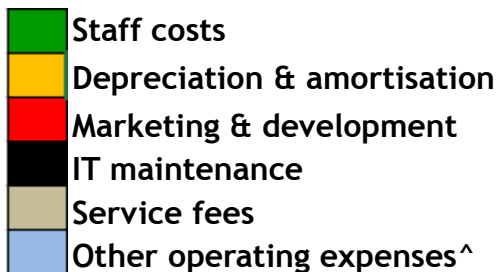 Staff costs
Depreciation & amortisation
Marketing & development
IT maintenance
Service fees
Other operating expenses^